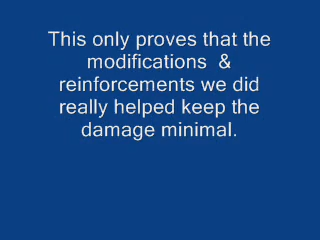 This only proves that the
modifications  &
reinforcements we did
really helped keep the
damage minimal.